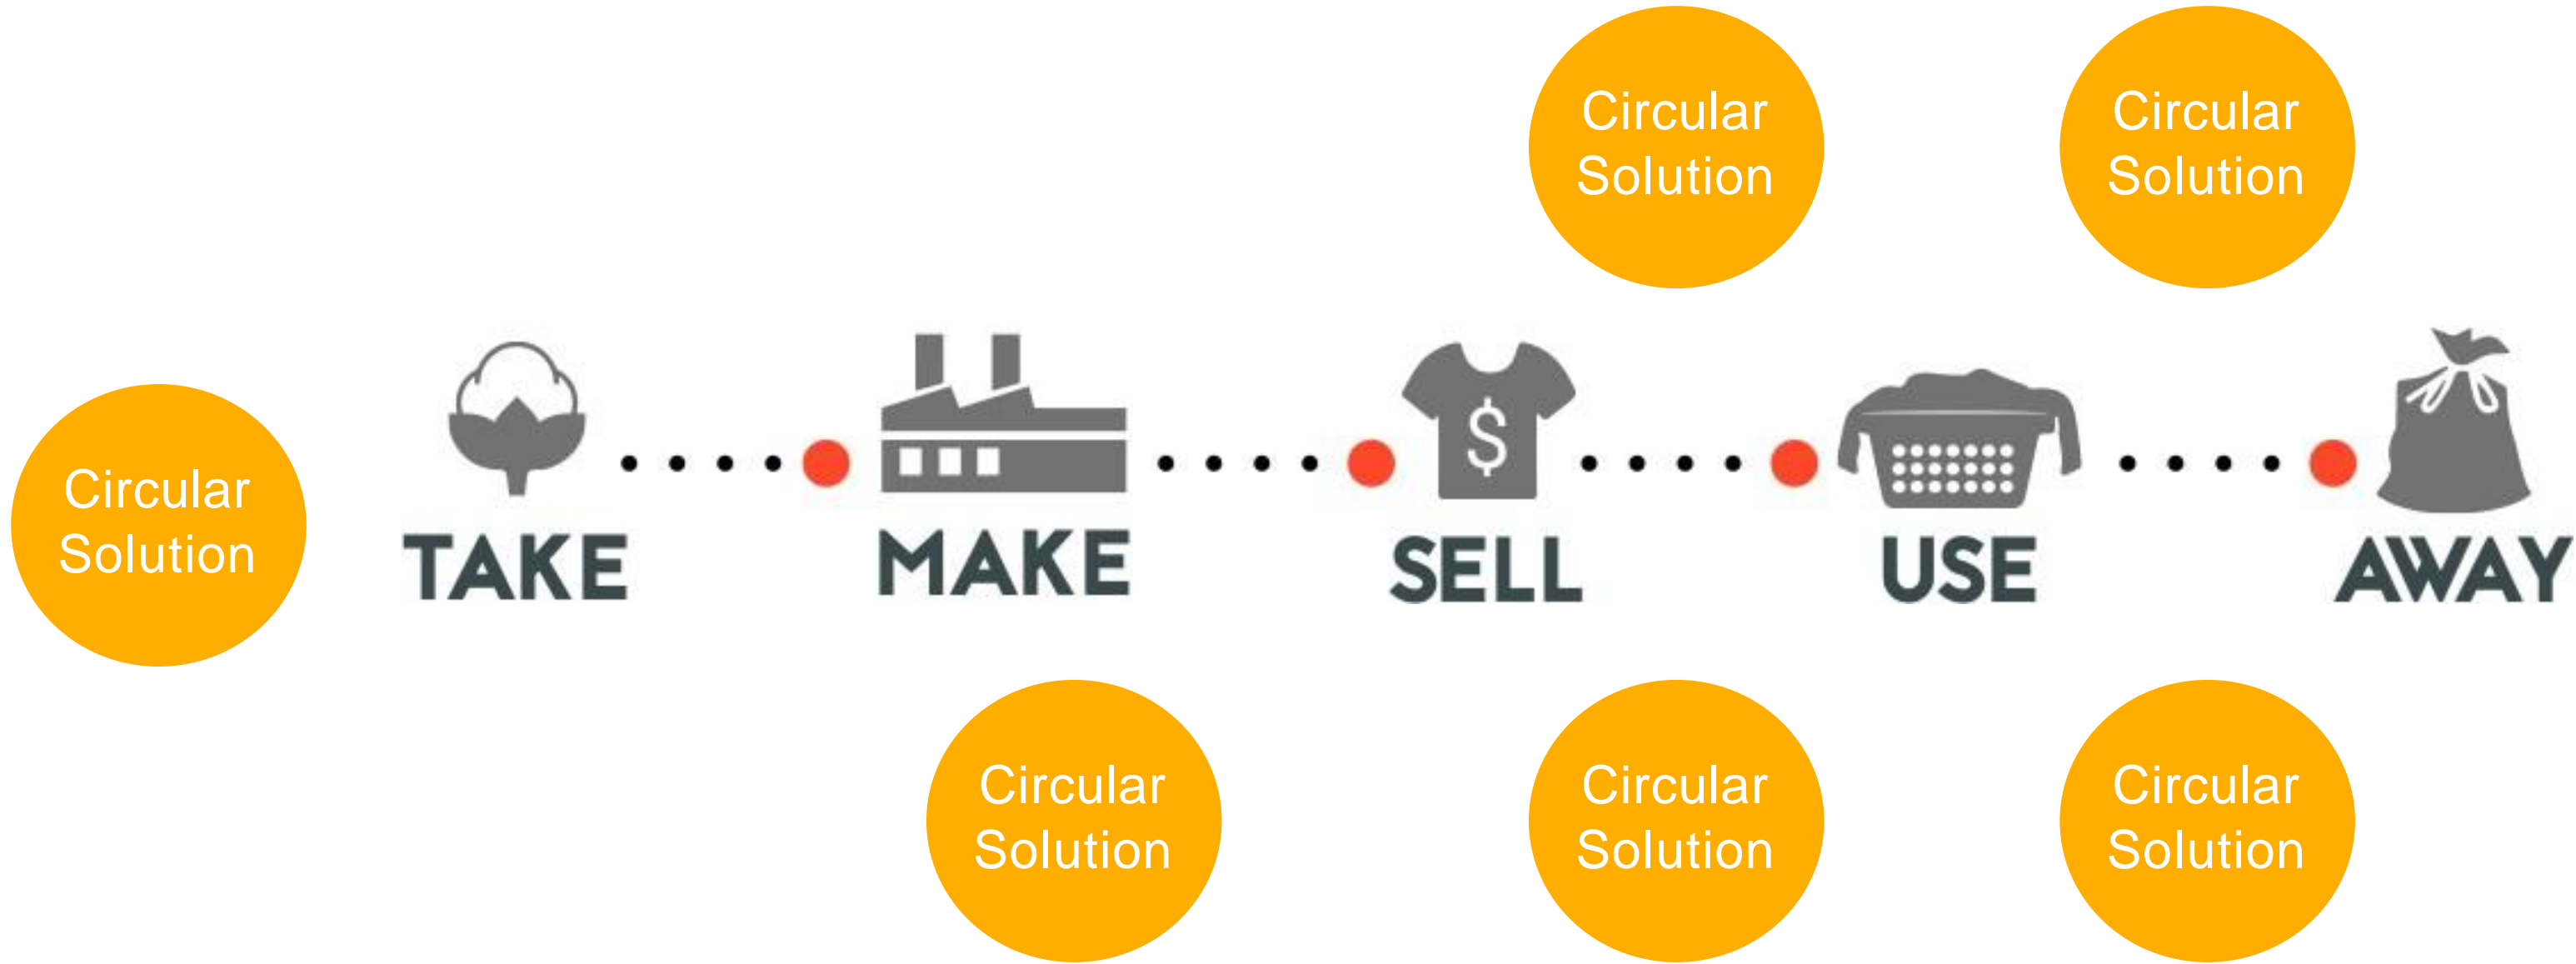 Circular
Solution
Circular
Solution
Circular
Solution
$
TAKE
MAKE
SELL
USE
AWAY
Circular
Solution
Circular
Solution
Circular
Solution